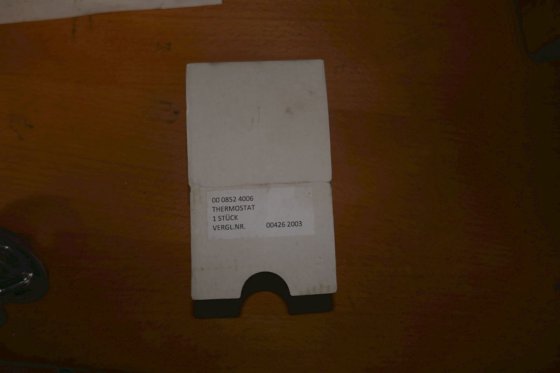 00 0852 4006
THERMOSTAT
1 STÜCK
VERGL.NR. 00426 2003